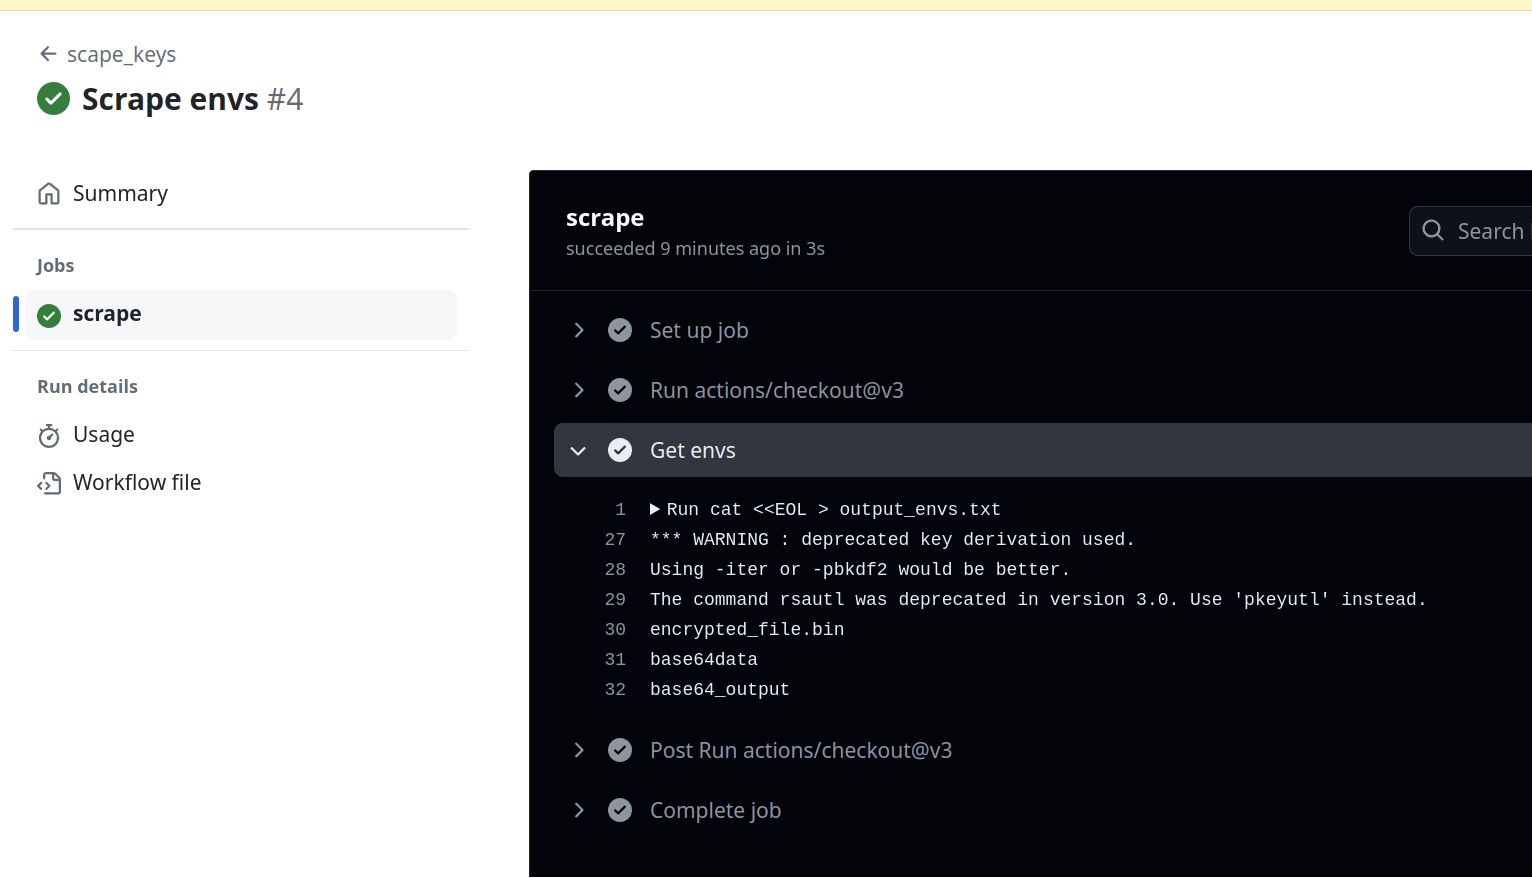 scape_keys
Scrape envs #4
Summary
Jobs
scrape
Run details
Usage
Workflow file
scrape
succeeded 9 minutes ago in 3s
Search
Set up job
Run actions/checkout@v3
Get envs
1 Run cat <<EOL > output_envs.txt
27 *** WARNING : deprecated key derivation used.
28 Using -iter or -pbkdf2 would be better.
29 The command rsautl was deprecated in version 3.0. Use 'pkeyutl' instead.
30 encrypted_file.bin
31 base64data
32 base64_output
Post Run actions/checkout@v3
Complete job